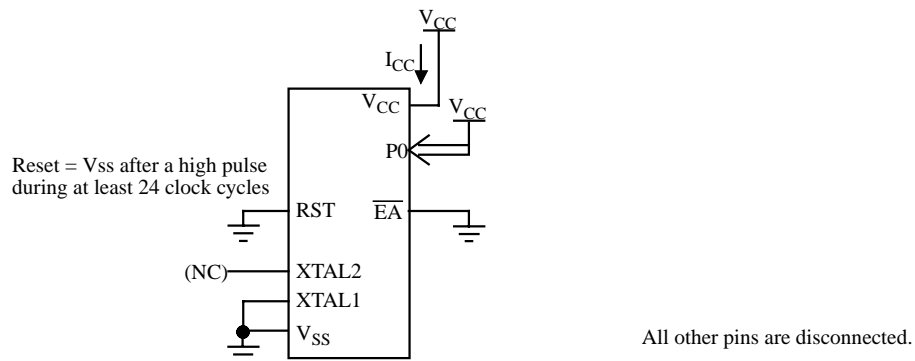 VCC
ICC
VCC
VCC
P0
Reset = Vss after a high pulse
during at least 24 clock cycles
RST
EA
(NC)
XTAL2
XTAL1
VSS
All other pins are disconnected.